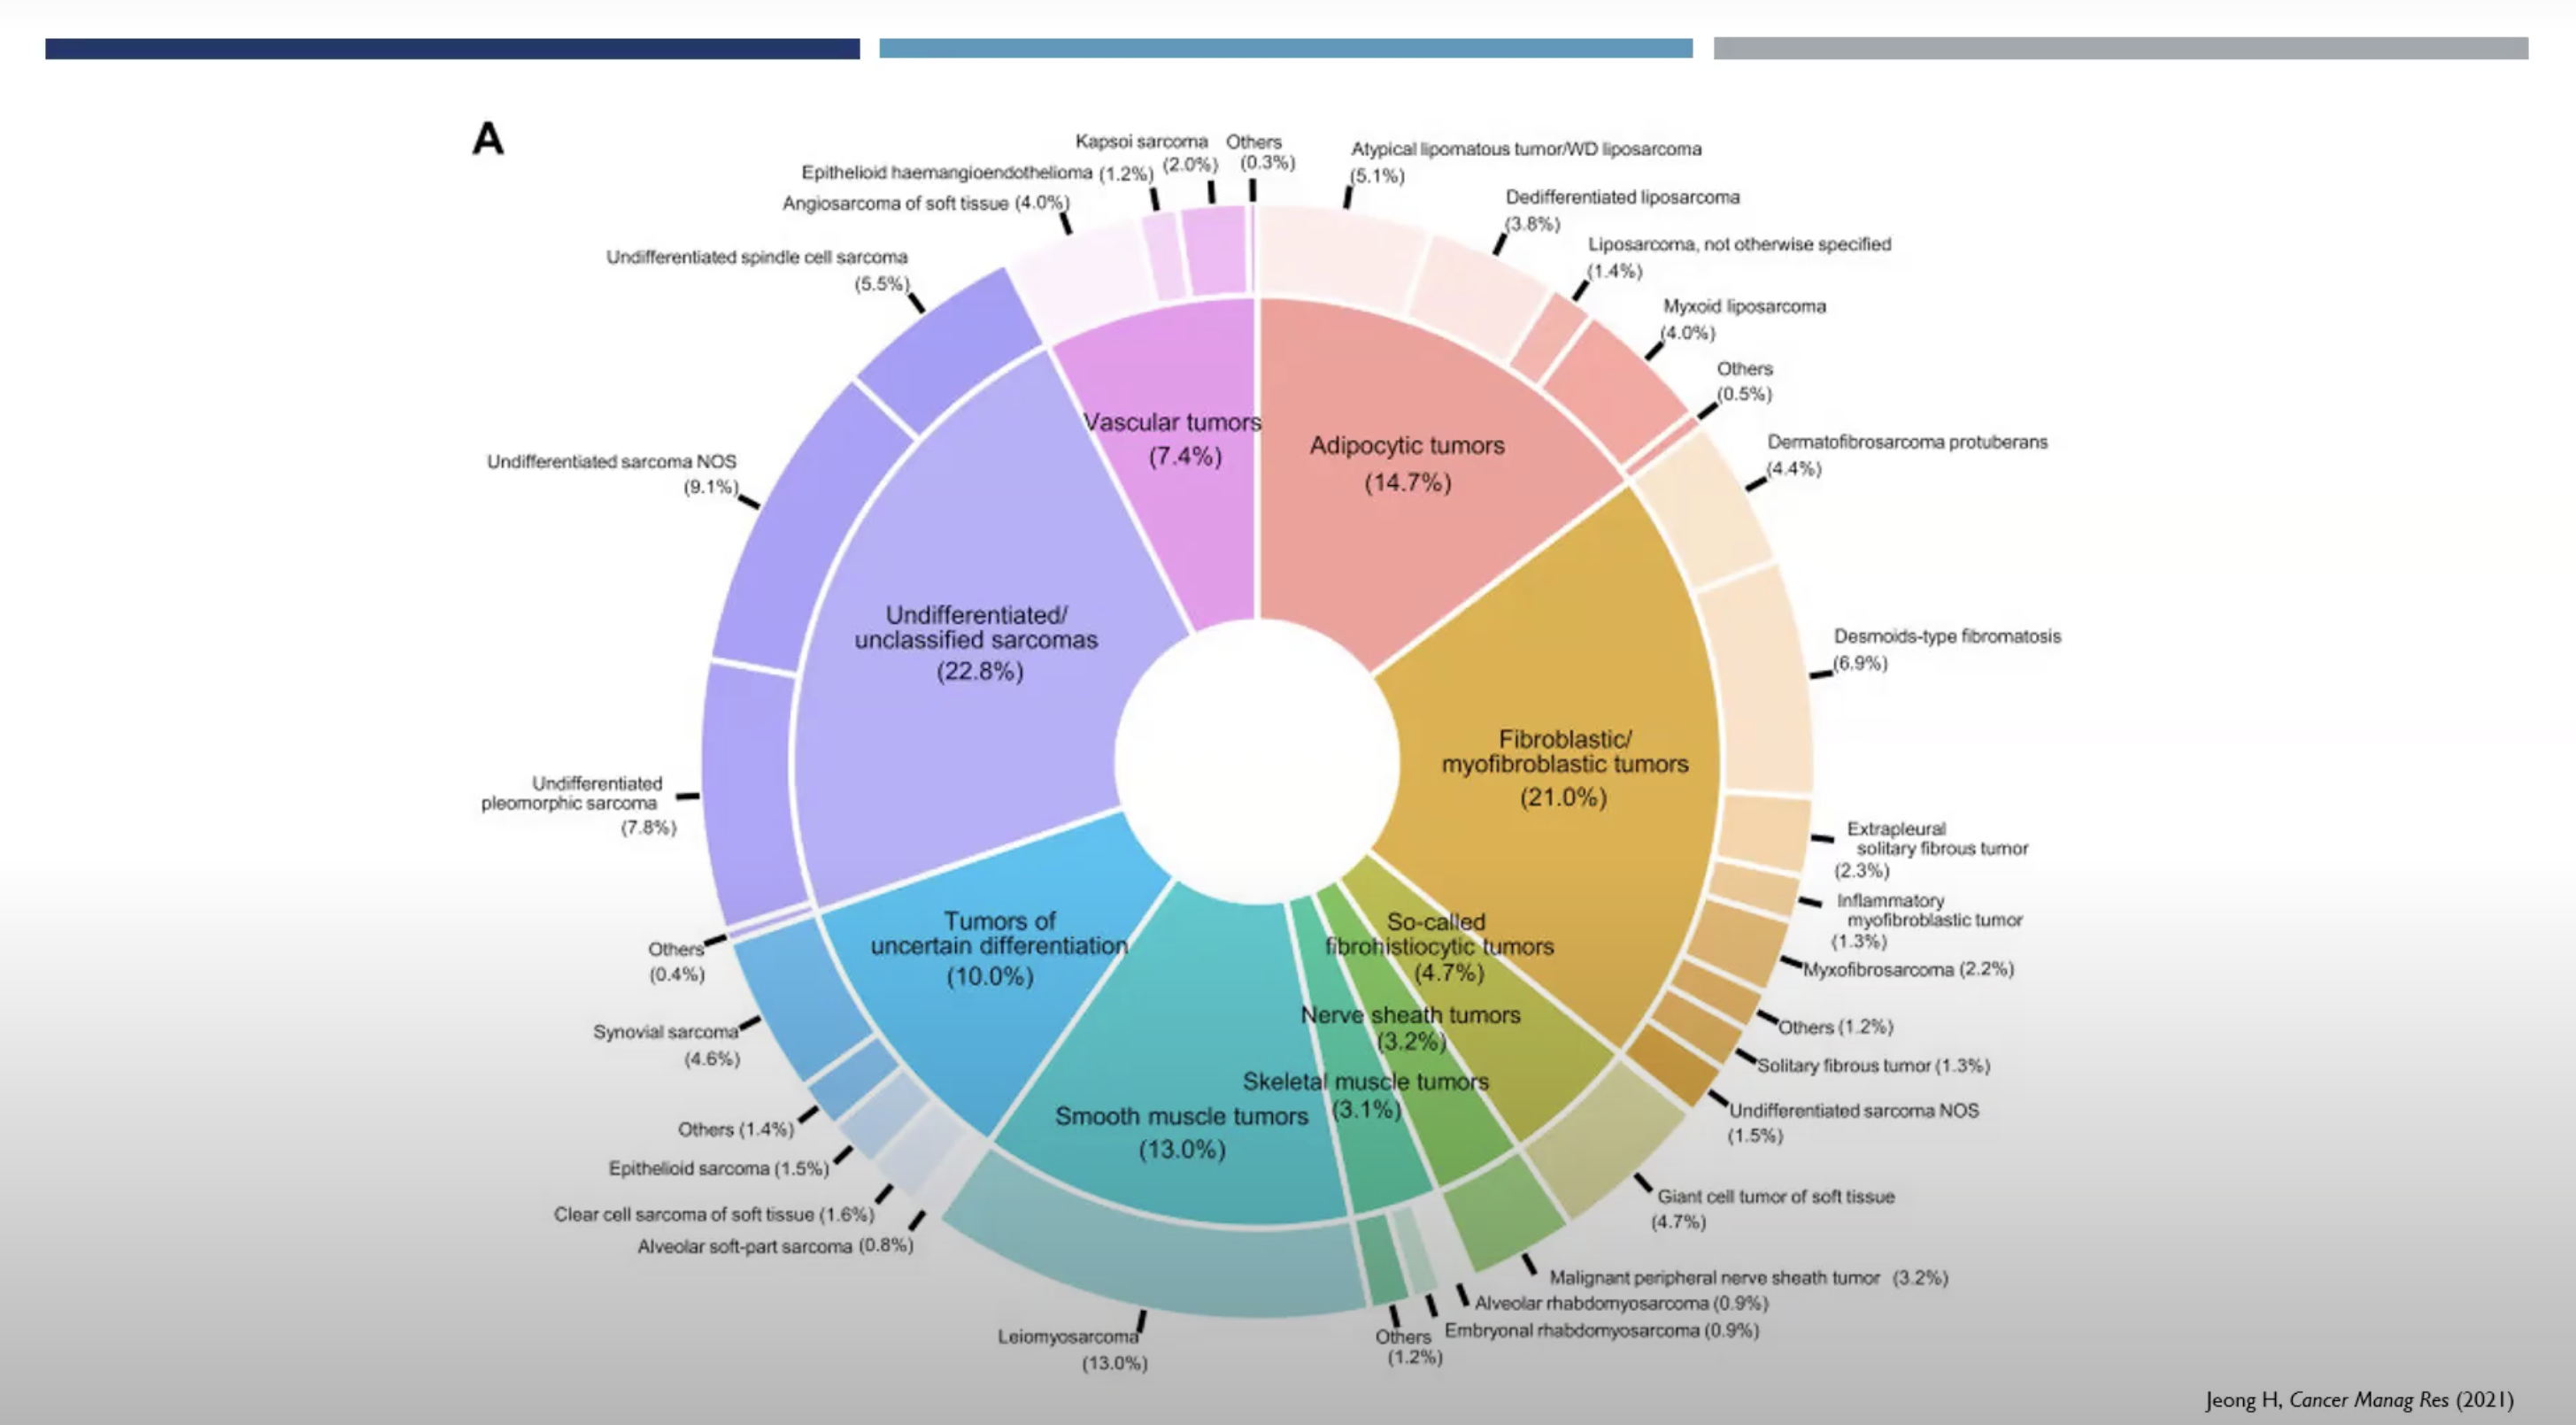 A
Kapsoi sarcoma
(2.0%)
Others
(0.3%)
Epithelioid haemangioendothelioma (1.2%)
Angiosarcoma of soft tissue (4.0%)
Undifferentiated spindle cell sarcoma
(5.5%)
Undifferentiated sarcoma NOS
(9.1%)
Undifferentiated
pleomorphic sarcoma
(7.8%)
Others
(0.4%)
Synovial sarcoma
(4.6%)
Others (1.4%)
Epithelioid sarcoma (1.5%)
Clear cell sarcoma of soft tissue (1.6%)
Alveolar soft-part sarcoma (0.8%)
Leiomyosarcoma
(13.0%)
Others
(1.2%)
Embryonal rhabdomyosarcoma (0.9%)
Alveolar rhabdomyosarcoma (0.9%)
Malignant peripheral nerve sheath tumor (3.2%)
Giant cell tumor of soft tissue
(4.7%)
Undifferentiated sarcoma NOS
(1.5%)
Solitary fibrous tumor (1.3%)
Others (1.2%)
Myxofibrosarcoma (2.2%)
Inflammatory
myofibroblastic tumor
(1.3%)
Extrapleural
solitary fibrous tumor
(2.3%)
Desmoids-type fibromatosis
(6.9%)
Dermatofibrosarcoma protuberans
(4.4%)
Others
(0.5%)
Myxoid liposarcoma
(4.0%)
Liposarcoma, not otherwise specified
(1.4%)
Dedifferentiated liposarcoma
(3.8%)
Atypical lipomatous tumor/WD liposarcoma
(5.1%)
Vascular tumors
(7.4%)
Adipocytic tumors
(14.7%)
Undifferentiated/
unclassified sarcomas
(22.8%)
Fibroblastic/
myofibroblastic tumors
(21.0%)
Tumors of
uncertain differentiation
(10.0%)
So-called
fibrohistiocytic tumors
(4.7%)
Nerve sheath tumors
(3.2%)
Skeletal muscle tumors
(3.1%)
Smooth muscle tumors
(13.0%)
Jeong H, Cancer Manag Res (2021)